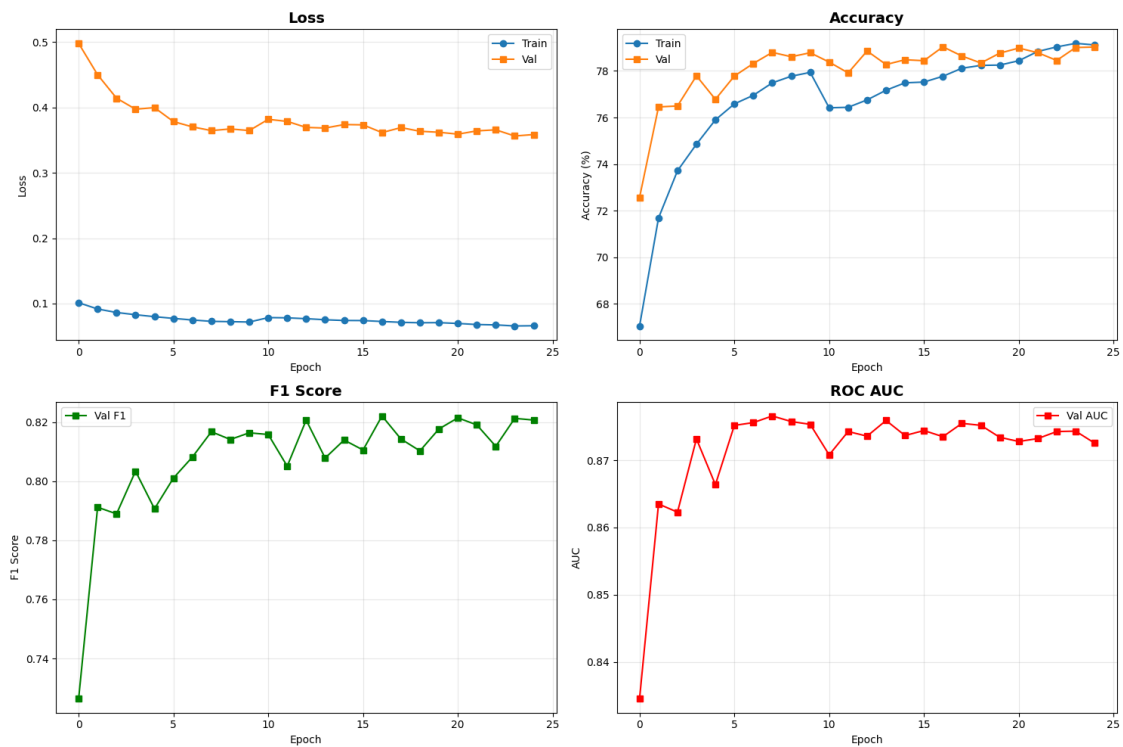 Loss
Train
Val
0.5
0.4
0.3
0.2
0.1
Loss
0 5 10 15 20 25
Epoch
Accuracy
Train
Val
78
76
74
72
70
68
Accuracy (%)
0 5 10 15 20 25
Epoch
F1 Score
Val F1
0.82
0.80
0.78
0.76
0.74
F1 Score
0 5 10 15 20 25
Epoch
ROC AUC
Val AUC
0.87
0.86
0.85
0.84
AUC
0 5 10 15 20 25
Epoch